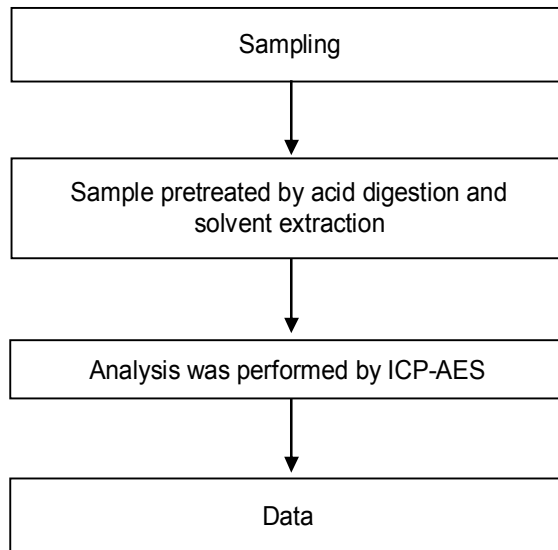 Sampling
Sample pretreated by acid digestion and
solvent extraction
Analysis was performed by ICP-AES
Data